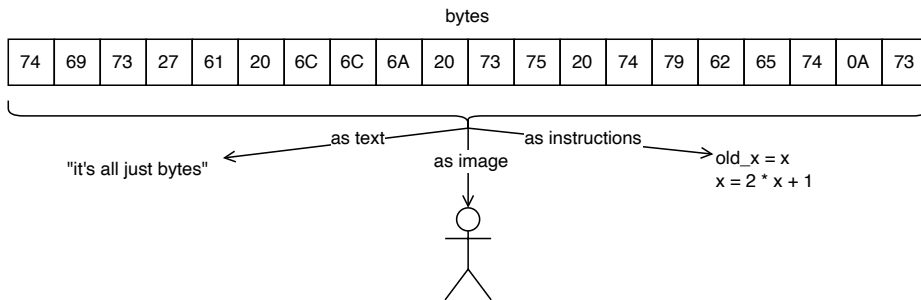 bytes
74 69 73 27 61 20 6C 6C 6A 20 73 75 20 74 79 62 65 74 0A 73
as text
as instructions
as image
"it's all just bytes"
old_x = x
x = 2 * x + 1